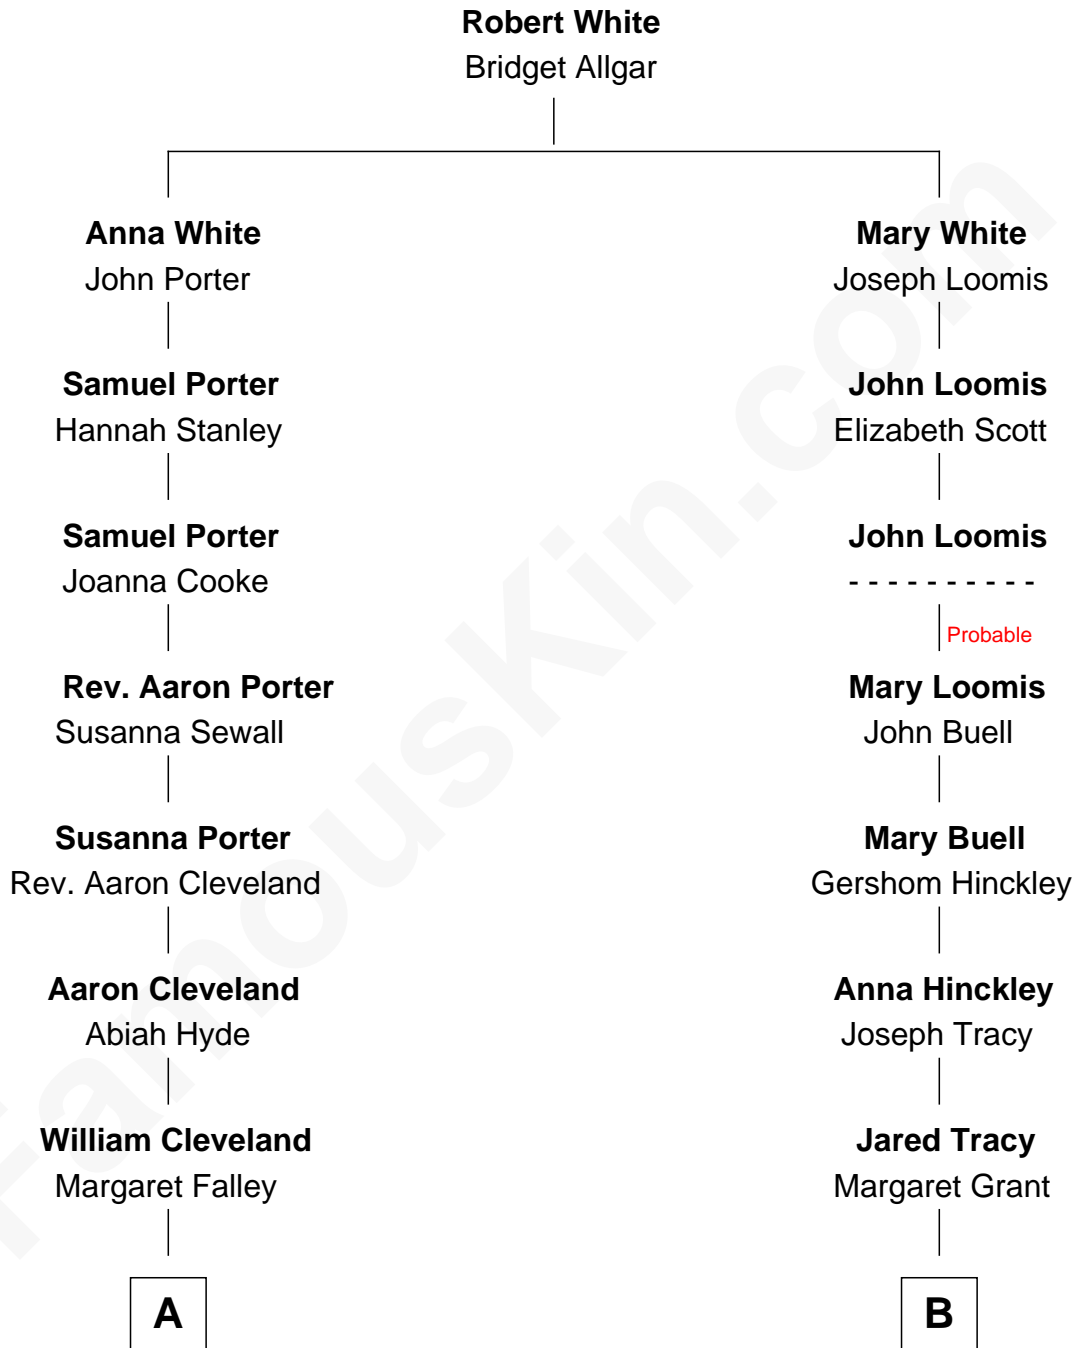 Robert White
Bridget Allgar
Anna White
John Porter
Mary White
Joseph Loomis
Samuel Porter
Hannah Stanley
John Loomis
Elizabeth Scott
Samuel Porter
Joanna Cooke
John Loomis
- - - - - - - - - -
Probable
Rev. Aaron Porter
Susanna Sewall
Mary Loomis
John Buell
Susanna Porter
Rev. Aaron Cleveland
Mary Buell
Gershom Hinckley
Aaron Cleveland
Abiah Hyde
Anna Hinckley
Joseph Tracy
William Cleveland
Margaret Falley
Jared Tracy
Margaret Grant
A
B
FamousKin.com